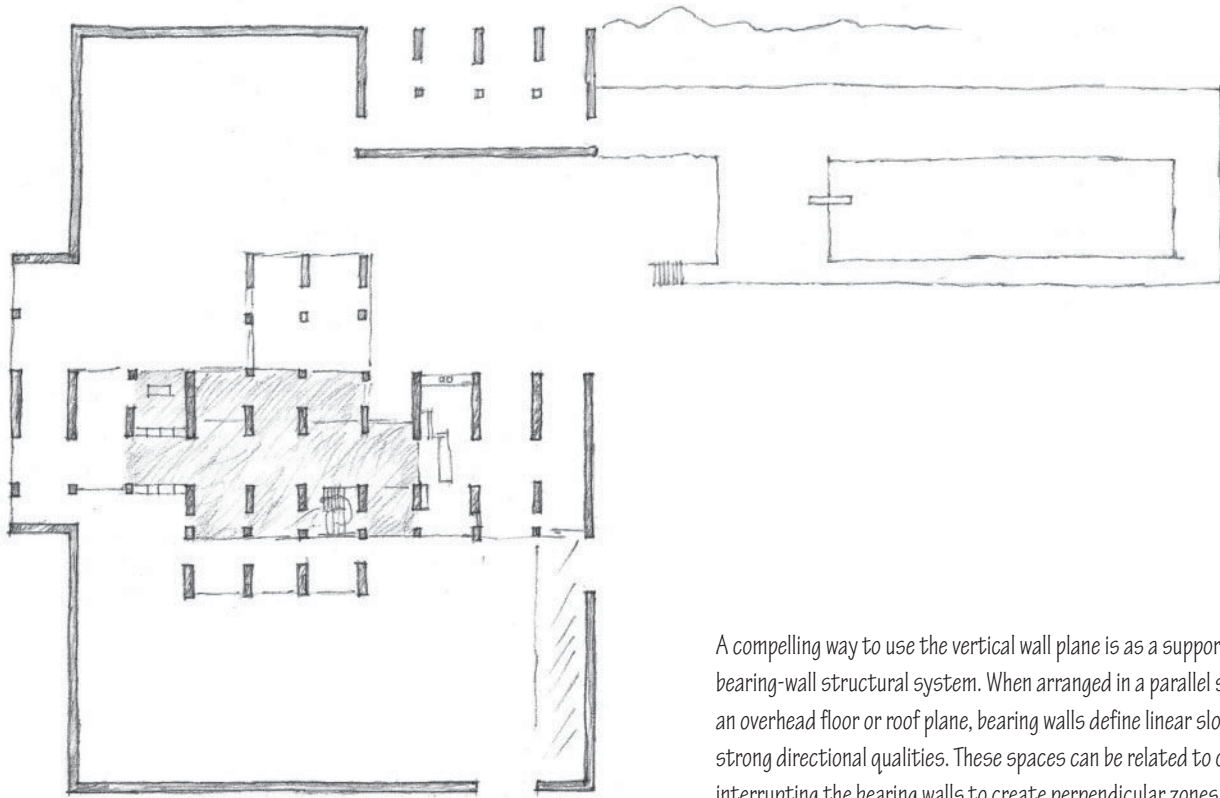 A compelling way to use the vertical wall plane is as a suppor
bearing-wall structural system. When arranged in a parallel s
an overhead floor or roof plane, bearing walls define linear slo
strong directional qualities. These spaces can be related to o
interrupting the bearing walls to create perpendicular zones